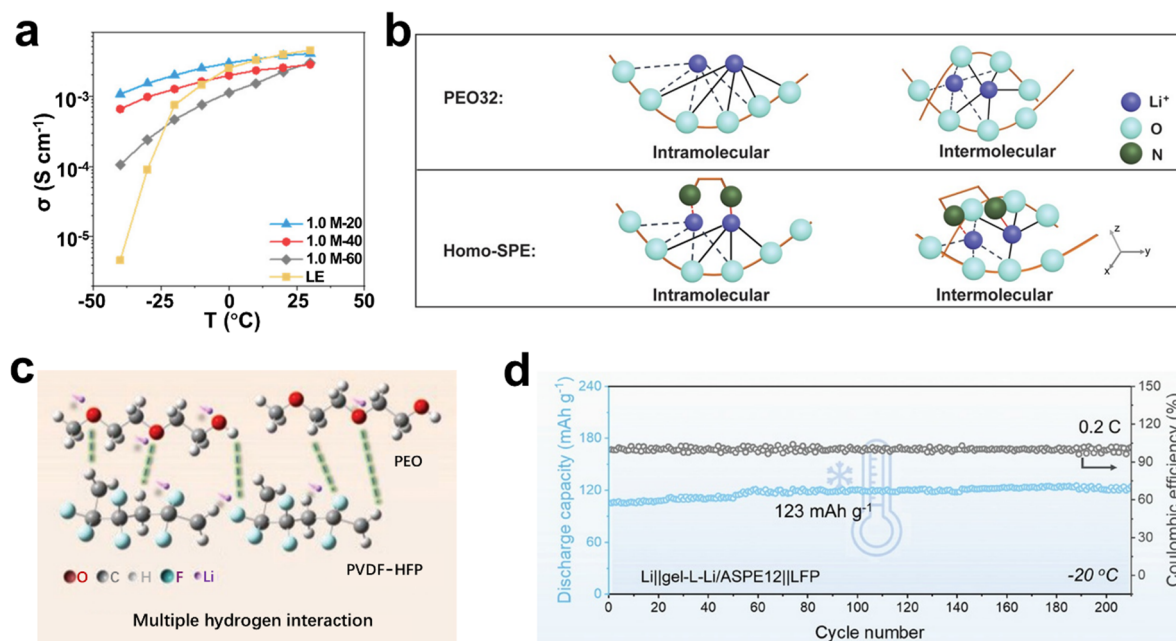 a
σ (S cm⁻¹)
10⁻³
10⁻⁴
10⁻⁵
1.0 M-20
1.0 M-40
1.0 M-60
LE
-50 -25 0 25 50
T (°C)
b
PEO32:
Intramolecular
Intermolecular
Li⁺
O
N
Homo-SPE:
Intramolecular
Intermolecular
z
y
x
c
PEO
PVDF-HFP
O C H F Li
Multiple hydrogen interaction
d
Discharge capacity (mAh g⁻¹)
240
180
120
60
0
150
120
90
60
30
0
Coulombic efficiency (%)
0.2 C
123 mAh g⁻¹
Li||gel-L-Li/ASPE12||LFP
-20 °C
0 20 40 60 80 100 120 140 160 180 200
Cycle number